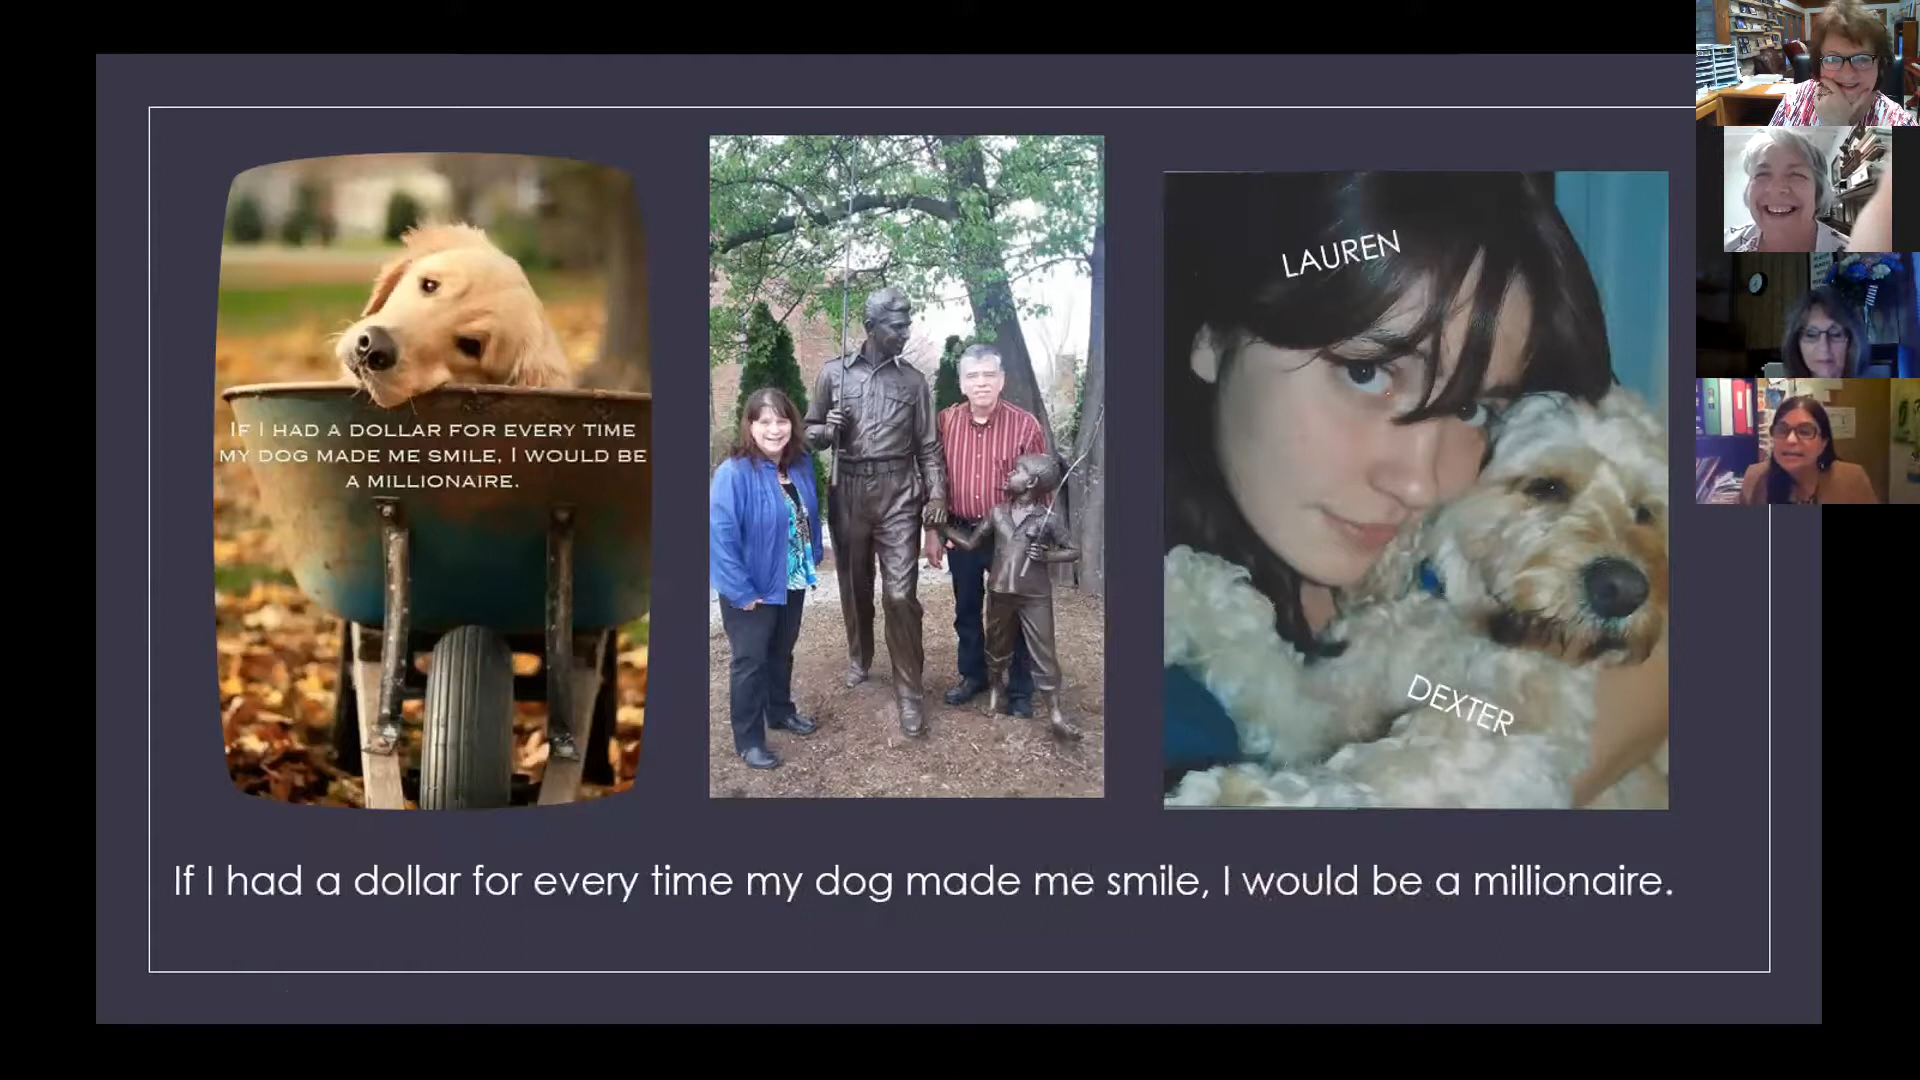 IF I HAD A DOLLAR FOR EVERY TIME
MY DOG MADE ME SMILE, I WOULD BE
A MILLIONAIRE.
LAUREN
DEXTER
If I had a dollar for every time my dog made me smile, I would be a millionaire.